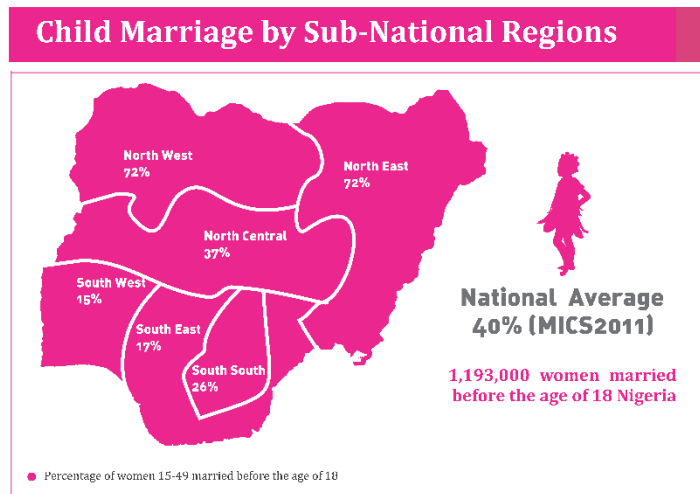 Child Marriage by Sub-National Regions
North West
72%
North East
72%
North Central
37%
South West
15%
South East
17%
South South
26%
National Average
40% (MICS2011)
1,193,000 women married
before the age of 18 Nigeria
Percentage of women 15-49 married before the age of 18